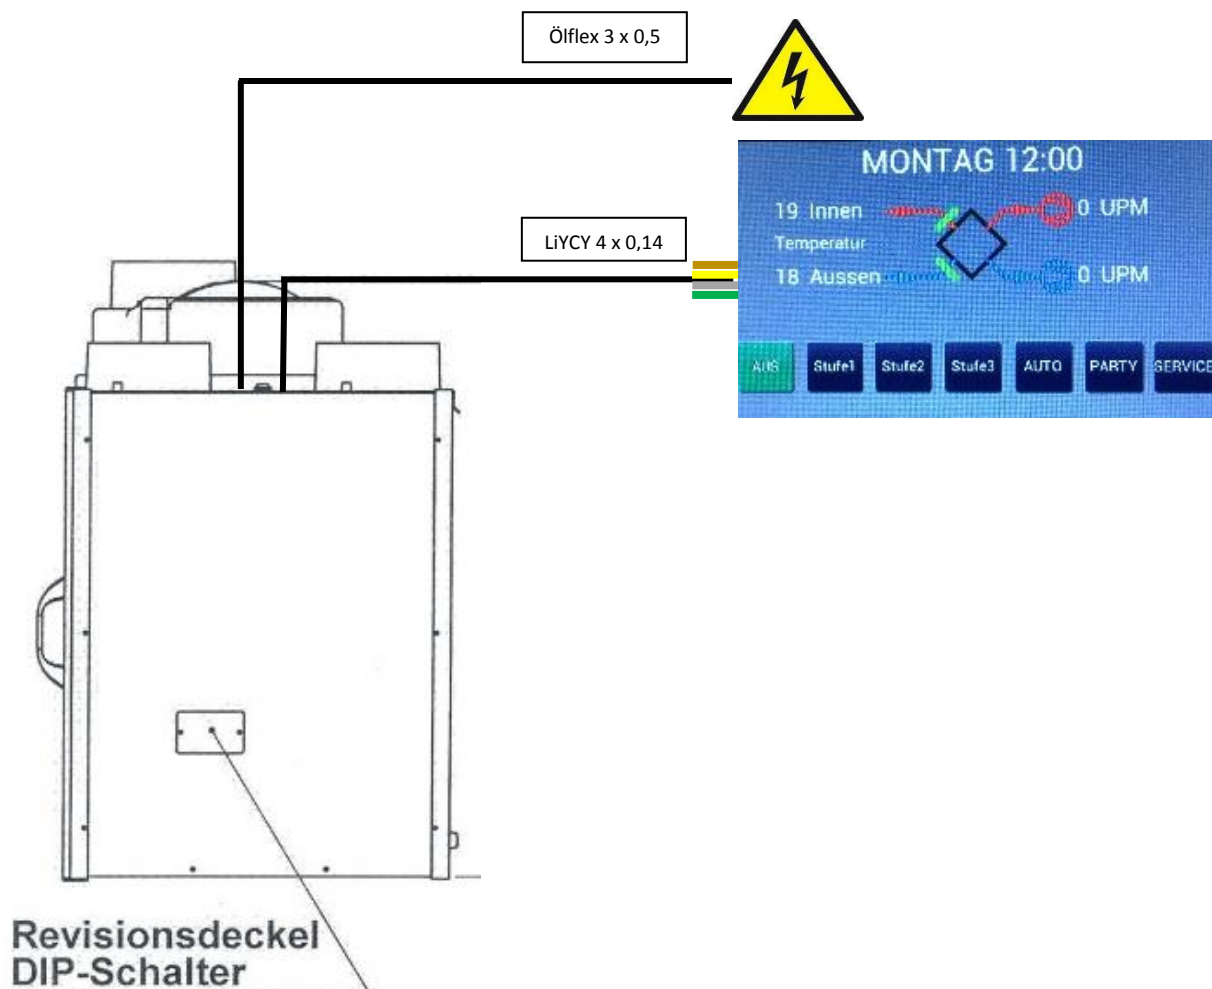 Ölflex 3 x 0,5
MONTAG 12:00
19 Innen
0 UPM
Temperatur
18 Aussen
0 UPM
LiYCY 4 x 0,14
AUS
Stufe1
Stufe2
Stufe3
AUTO
PARTY
SERVICE
Revisionsdeckel
DIP-Schalter